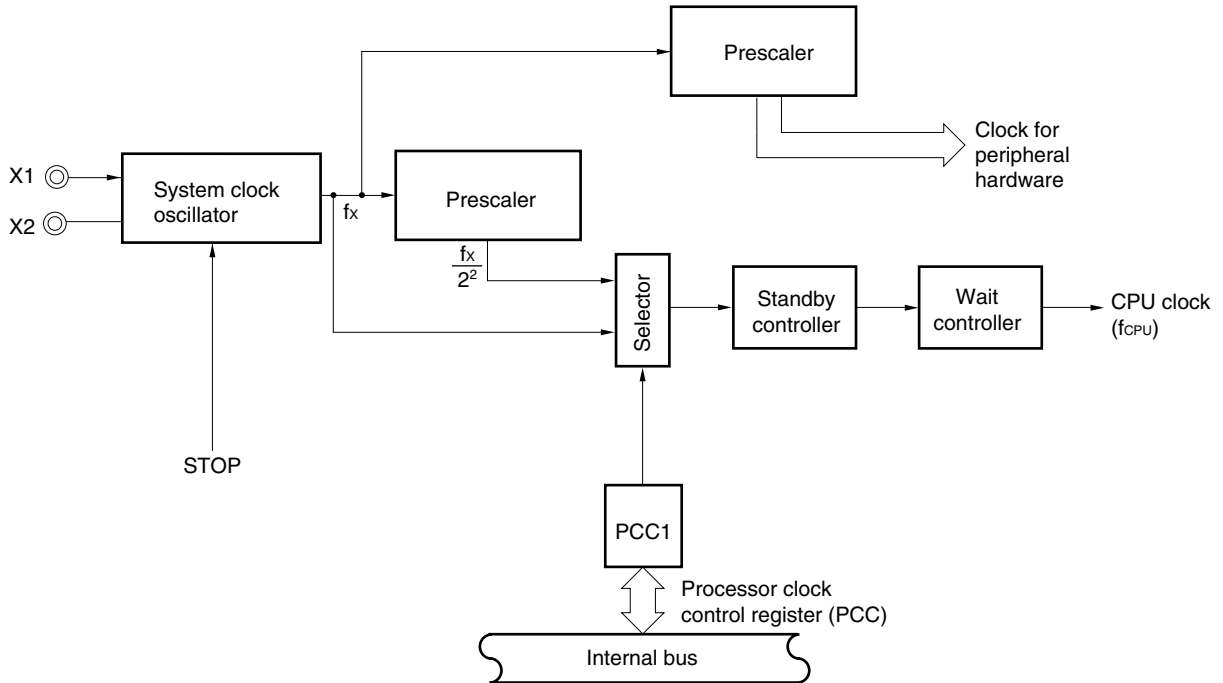 Prescaler
Clock for
peripheral
hardware
X1
X2
System clock
oscillator
fX
Prescaler
fX
2²
Selector
Standby
controller
Wait
controller
CPU clock
(fCPU)
STOP
PCC1
Processor clock
control register (PCC)
Internal bus